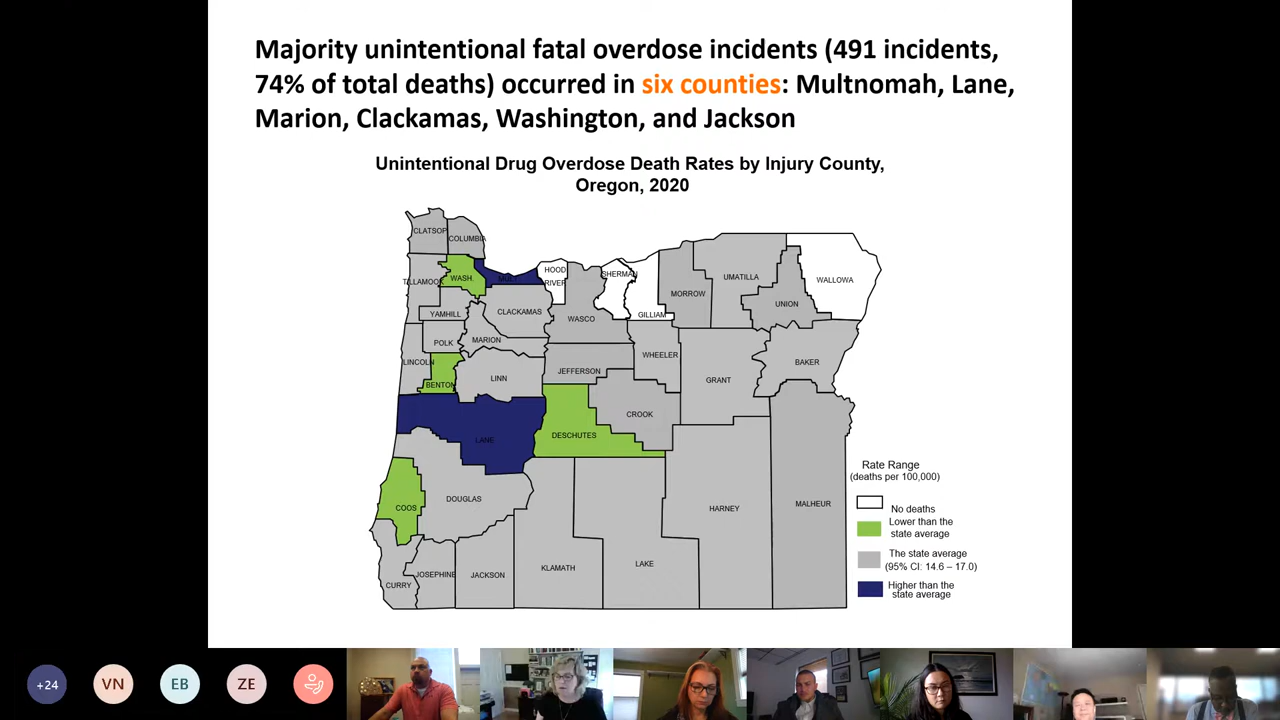 Majority unintentional fatal overdose incidents (491 incidents,
74% of total deaths) occurred in six counties: Multnomah, Lane,
Marion, Clackamas, Washington, and Jackson
Unintentional Drug Overdose Death Rates by Injury County,
Oregon, 2020
CLATSOP
COLUMBIA
TILLAMOOK
WASH.
MULT.
HOOD
RIVER
SHERMAN
GILLIAM
MORROW
UMATILLA
UNION
WALLOWA
YAMHILL
CLACKAMAS
WASCO
POLK
MARION
LINCOLN
BENTON
LINN
JEFFERSON
WHEELER
GRANT
BAKER
LANE
DESCHUTES
CROOK
COOS
DOUGLAS
HARNEY
MALHEUR
CURRY
JOSEPHINE
JACKSON
KLAMATH
LAKE
Rate Range
(deaths per 100,000)
No deaths
Lower than the
state average
The state average
(95% CI: 14.6 – 17.0)
Higher than the
state average
+24
VN
EB
ZE